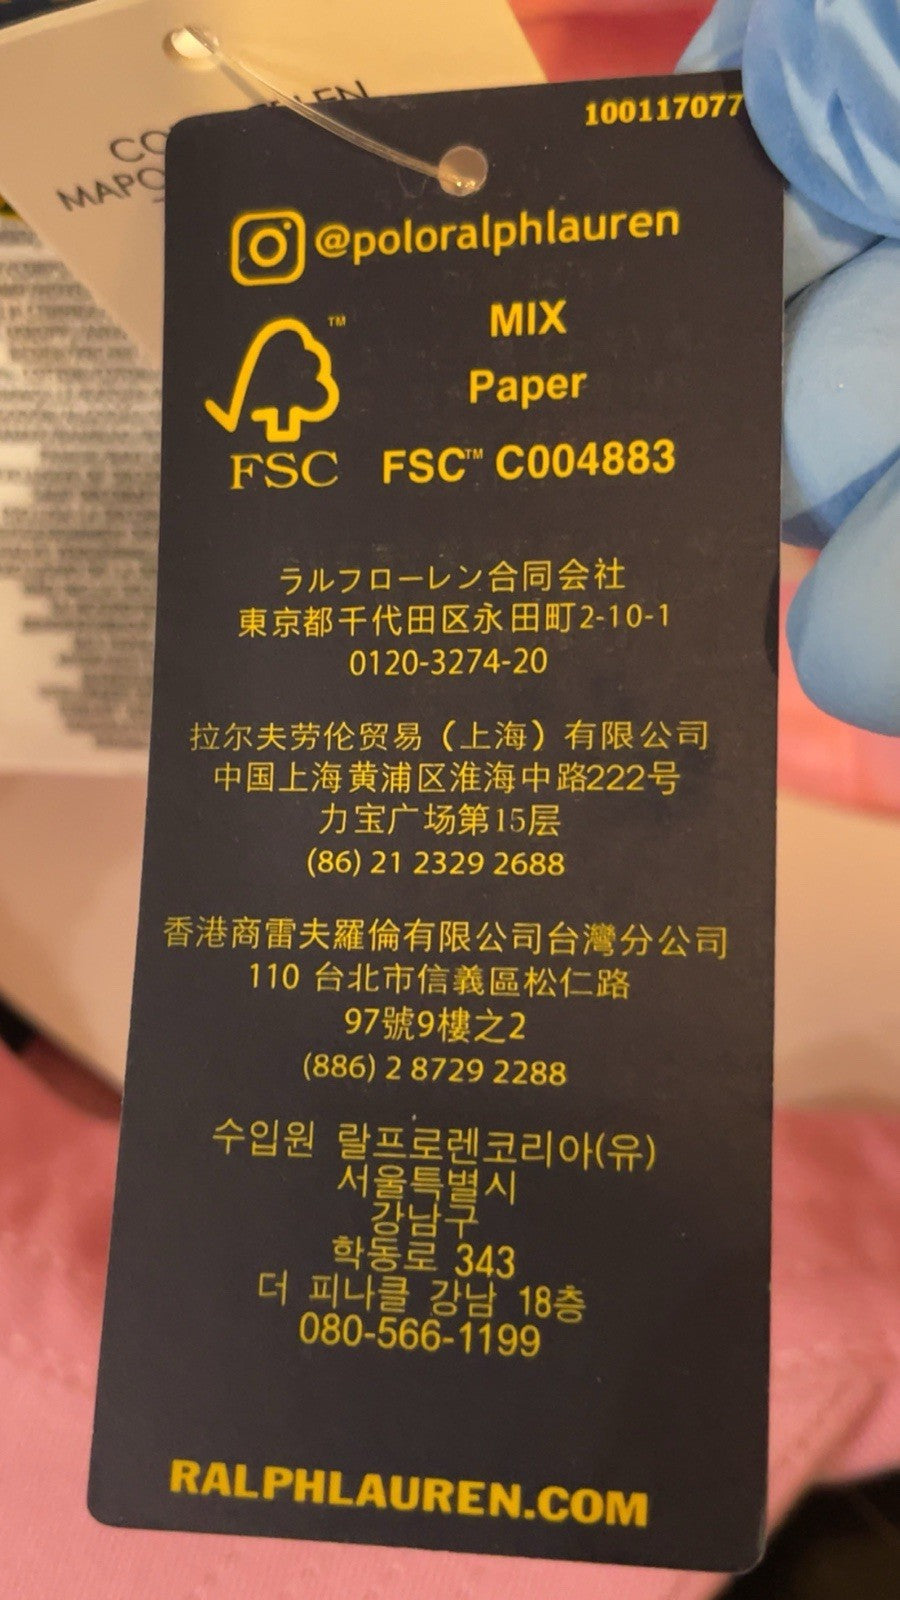 100117077
@poloralphlauren
MIX
Paper
FSC
FSC™ C004883
ラルフローレン合同会社
東京都千代田区永田町2-10-1
0120-3274-20
拉尔夫劳伦贸易（上海）有限公司
中国上海黄浦区淮海中路222号
力宝广场第15层
(86) 21 2329 2688
香港商雷夫羅倫有限公司台灣分公司
110 台北市信義區松仁路
97號9樓之2
(886) 2 8729 2288
수입원 랄프로렌코리아(유)
서울특별시
강남구
학동로 343
더 피나클 강남 18층
080-566-1199
RALPHLAUREN.COM